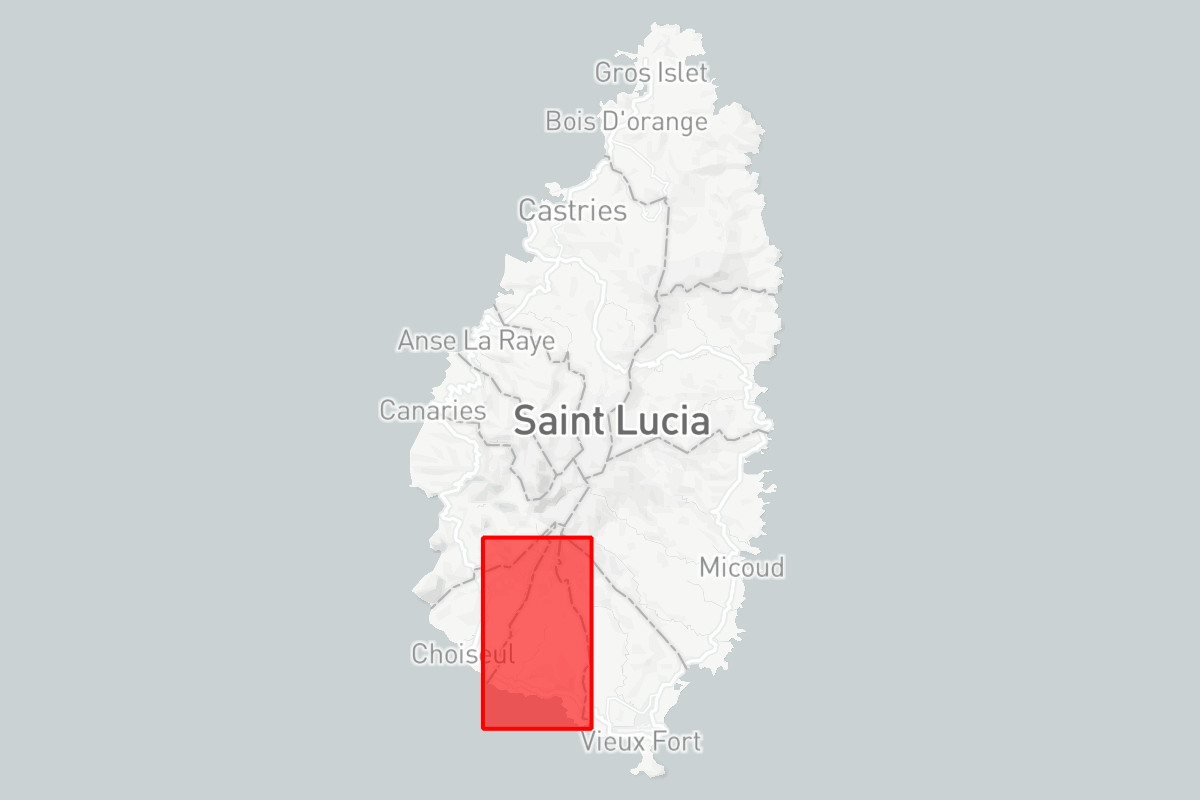 Gros Islet
Bois D'orange
Castries
Anse La Raye
Canaries
Saint Lucia
Micoud
Choiseul
Vieux Fort